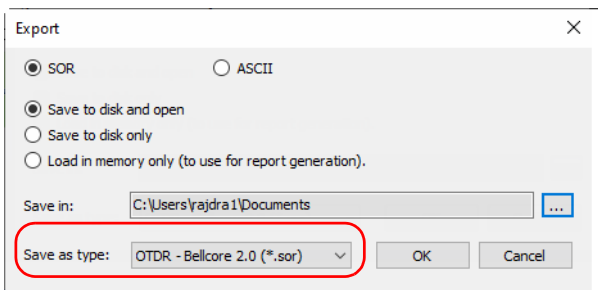 Export
SOR ASCII
Save to disk and open
Save to disk only
Load in memory only (to use for report generation).
Save in: C:\Users\rajdra1\Documents ...
Save as type: OTDR - Bellcore 2.0 (*.sor) OK Cancel